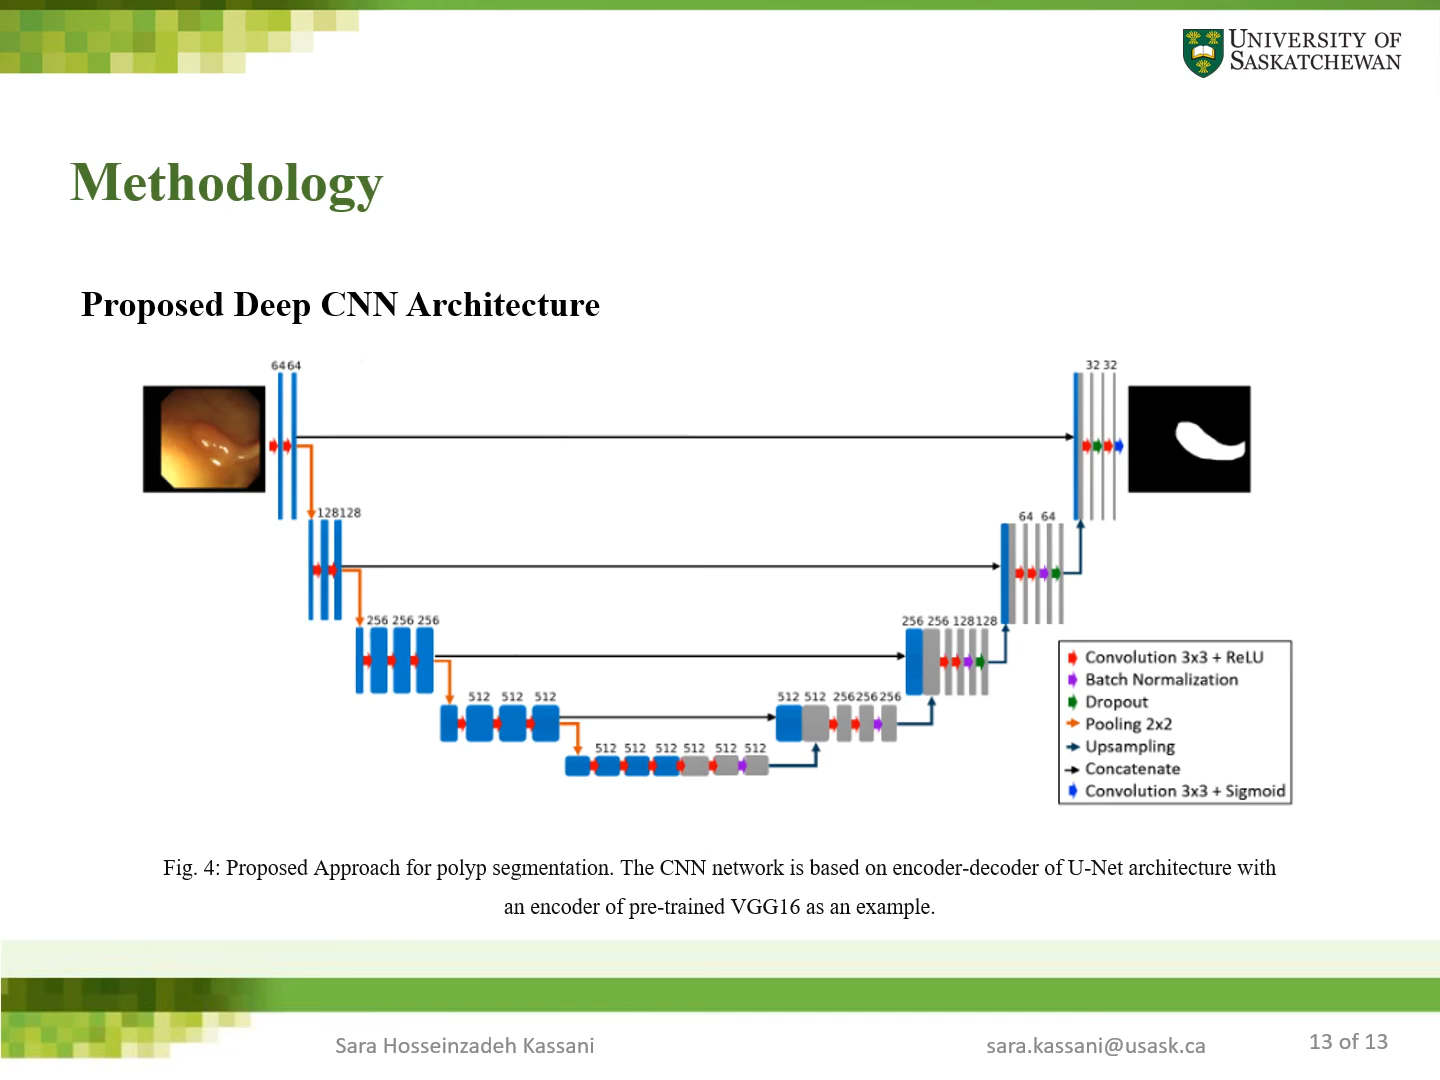 UNIVERSITY OF
SASKATCHEWAN
Methodology
Proposed Deep CNN Architecture
64 64
32 32
128 128
64 64
256 256 256
256 256 128 128
512 512 512
512 512 256 256 256
512 512 512 512 512 512
Convolution 3x3 + ReLU
Batch Normalization
Dropout
Pooling 2x2
Upsampling
Concatenate
Convolution 3x3 + Sigmoid
Fig. 4: Proposed Approach for polyp segmentation. The CNN network is based on encoder-decoder of U-Net architecture with
an encoder of pre-trained VGG16 as an example.
Sara Hosseinzadeh Kassani
sara.kassani@usask.ca
13 of 13